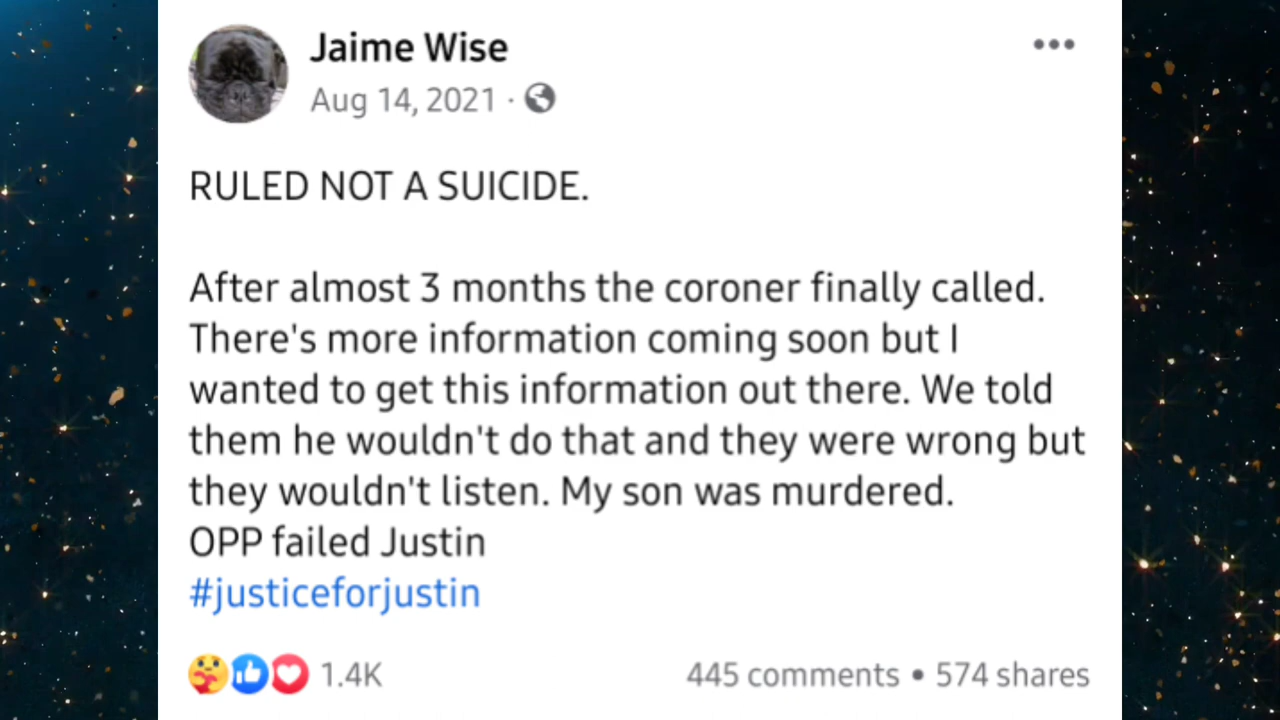 Jaime Wise
Aug 14, 2021 ·
RULED NOT A SUICIDE.
After almost 3 months the coroner finally called.
There's more information coming soon but I
wanted to get this information out there. We told
them he wouldn't do that and they were wrong but
they wouldn't listen. My son was murdered.
OPP failed Justin
#justiceforjustin
1.4K
445 comments • 574 shares